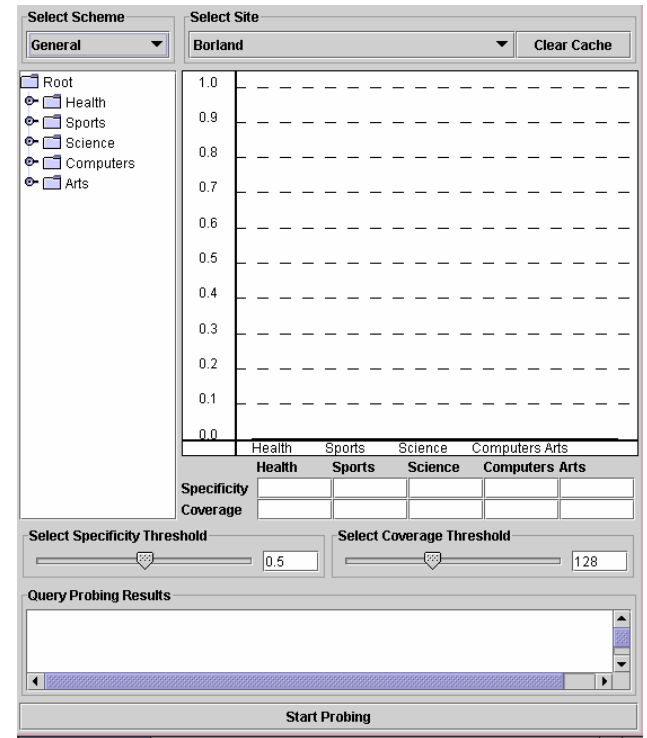 Select Scheme
Select Site
General
Borland
Clear Cache
Root
Health
Sports
Science
Computers
Arts
1.0
0.9
0.8
0.7
0.6
0.5
0.4
0.3
0.2
0.1
0.0
Health Sports Science Computers Arts
Health Sports Science Computers Arts
Specificity
Coverage
Select Specificity Threshold
0.5
Select Coverage Threshold
128
Query Probing Results
Start Probing